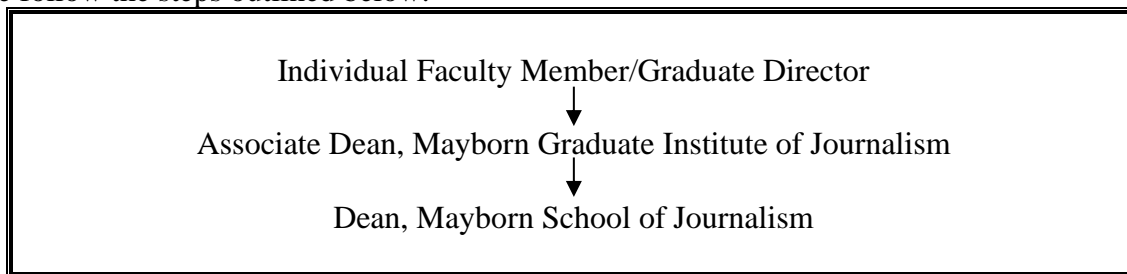 follow the steps outlined below.
Individual Faculty Member/Graduate Director
Associate Dean, Mayborn Graduate Institute of Journalism
Dean, Mayborn School of Journalism